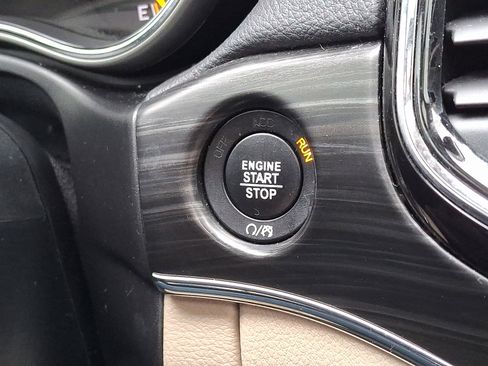 E
OFF ACC RUN
ENGINE
START
STOP